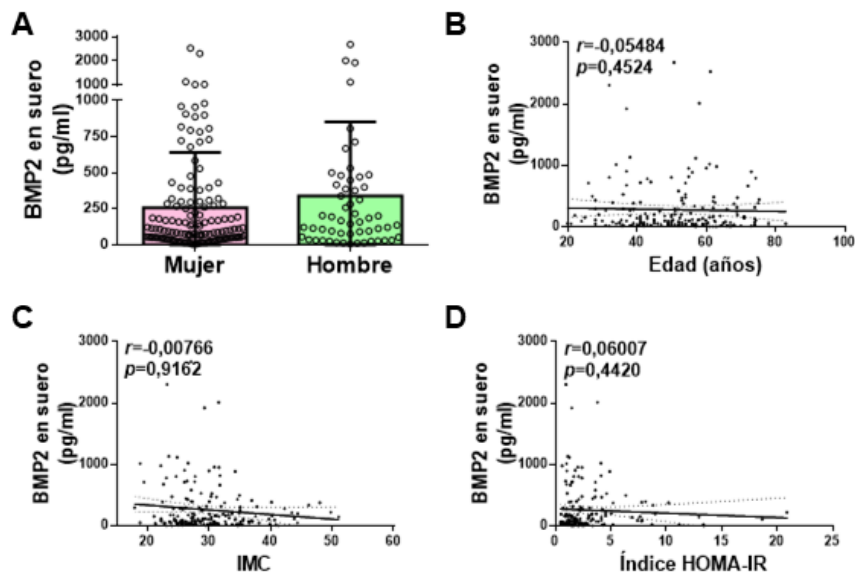 A
BMP2 en suero
(pg/ml)
3000
2000
1000
1000
750
500
250
0
Mujer
Hombre
B
BMP2 en suero
(pg/ml)
3000
2000
1000
0
r=-0,05484
p=0,4524
20
40
60
80
100
Edad (años)
C
BMP2 en suero
(pg/ml)
3000
2000
1000
0
r=-0,00766
p=0,9162
20
30
40
50
60
IMC
D
BMP2 en suero
(pg/ml)
3000
2000
1000
0
r=0,06007
p=0,4420
0
5
10
15
20
25
Índice HOMA-IR